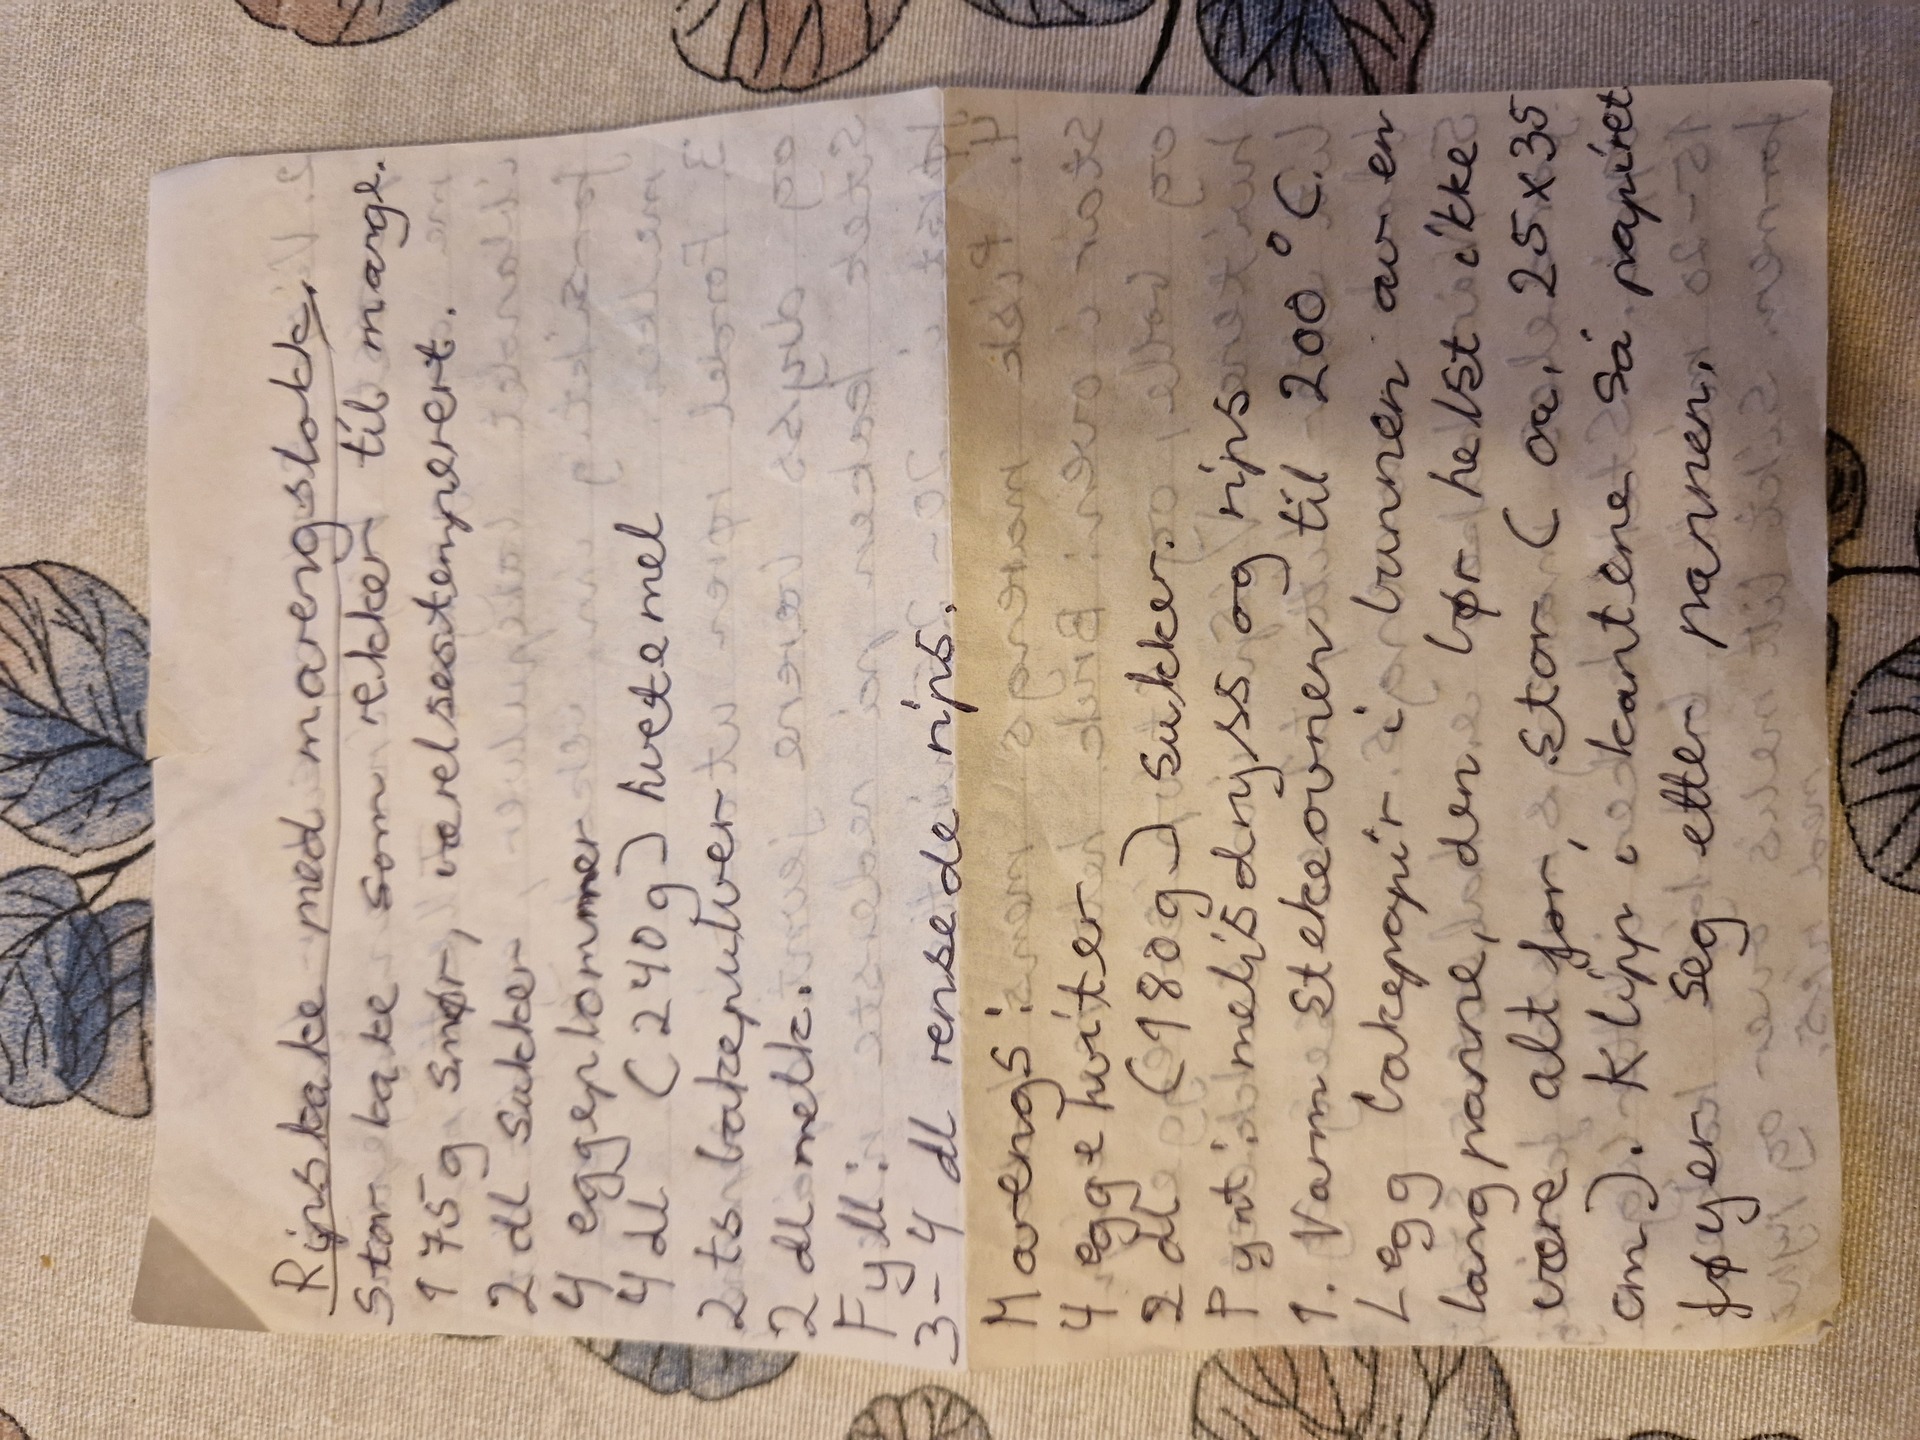 Ripskake med marengslokk.
Stor kake som rekker til mange.
175g smør, værelsestemperert.
2 dl sukker
4 eggeplommer
4 dl (240g) hvetemel
2 ts bakepulver
2 dl melk.
Fyll:
3-4 dl rensede rips.
Marengs:
4 eggehviter
2 dl (180g) sukker.
Pynt: melisdryss og rips
1. Varm stekeovnen til 200 °C.
Legg bakepapir i bunnen av en
langpanne, den bør helst ikke
være alt for, stor (ca. 25x35
cm). Klipp i kantene så papiret
føyer seg etter pannen.